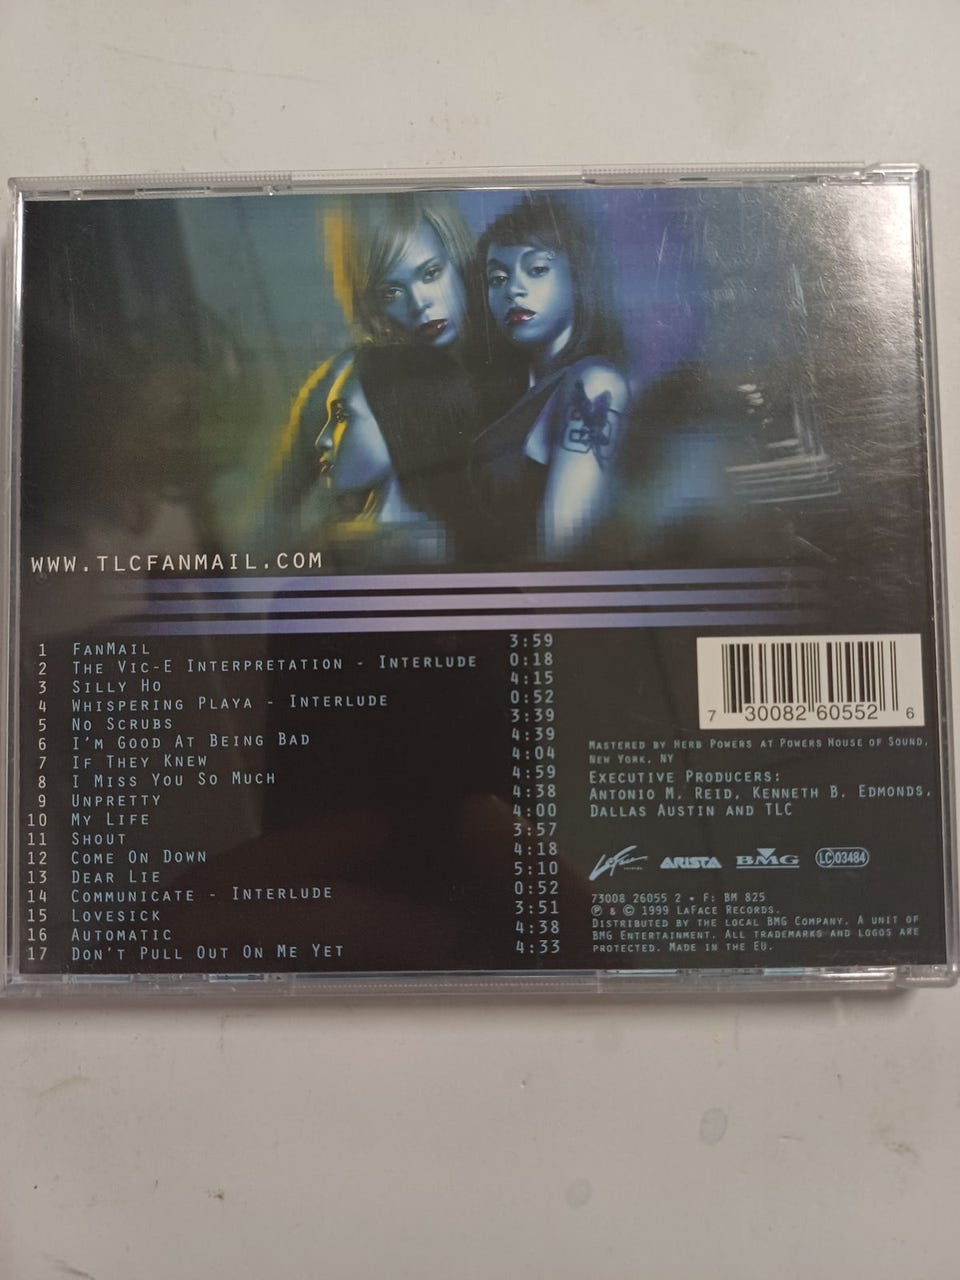 WWW.TLCFANMAIL.COM
1 FanMail 3:59
2 The Vic-E Interpretation - Interlude 0:18
3 Silly Ho 4:15
4 Whispering Playa - Interlude 0:52
5 No Scrubs 3:39
6 I'm Good At Being Bad 4:39
7 If They Knew 4:04
8 I Miss You So Much 4:59
9 Unpretty 4:38
10 My Life 4:00
11 Shout 3:57
12 Come On Down 4:18
13 Dear Lie 5:10
14 Communicate - Interlude 0:52
15 Lovesick 3:51
16 Automatic 4:38
17 Don't Pull Out On Me Yet 4:33
7 30082 60552 6
Mastered by Herb Powers at Powers House of Sound,
New York, NY
Executive Producers:
Antonio M. Reid, Kenneth B. Edmonds,
Dallas Austin and TLC
LaFace ARISTA BMG LC 03484
73008 26055 2 • F: BM 825
℗ & © 1999 LaFace Records.
Distributed by the local BMG Company. A unit of
BMG Entertainment. All trademarks and logos are
protected. Made in the EU.